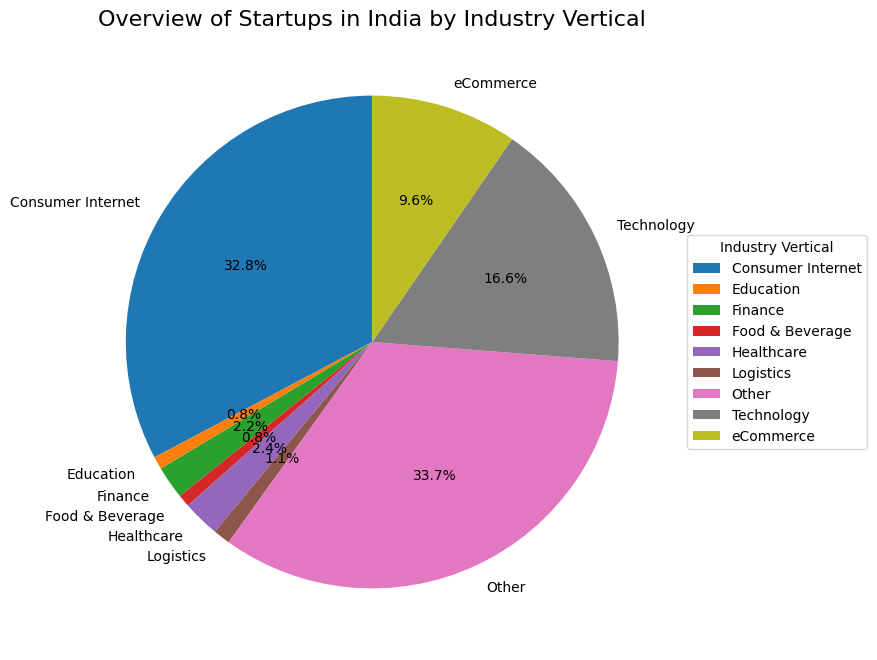 Overview of Startups in India by Industry Vertical
eCommerce
Consumer Internet
9.6%
Technology
32.8%
16.6%
Industry Vertical
Consumer Internet
Education
Finance
Food & Beverage
Healthcare
Logistics
Other
Technology
eCommerce
0.8%
2.2%
0.8%
2.4%
1.1%
33.7%
Education
Finance
Food & Beverage
Healthcare
Logistics
Other